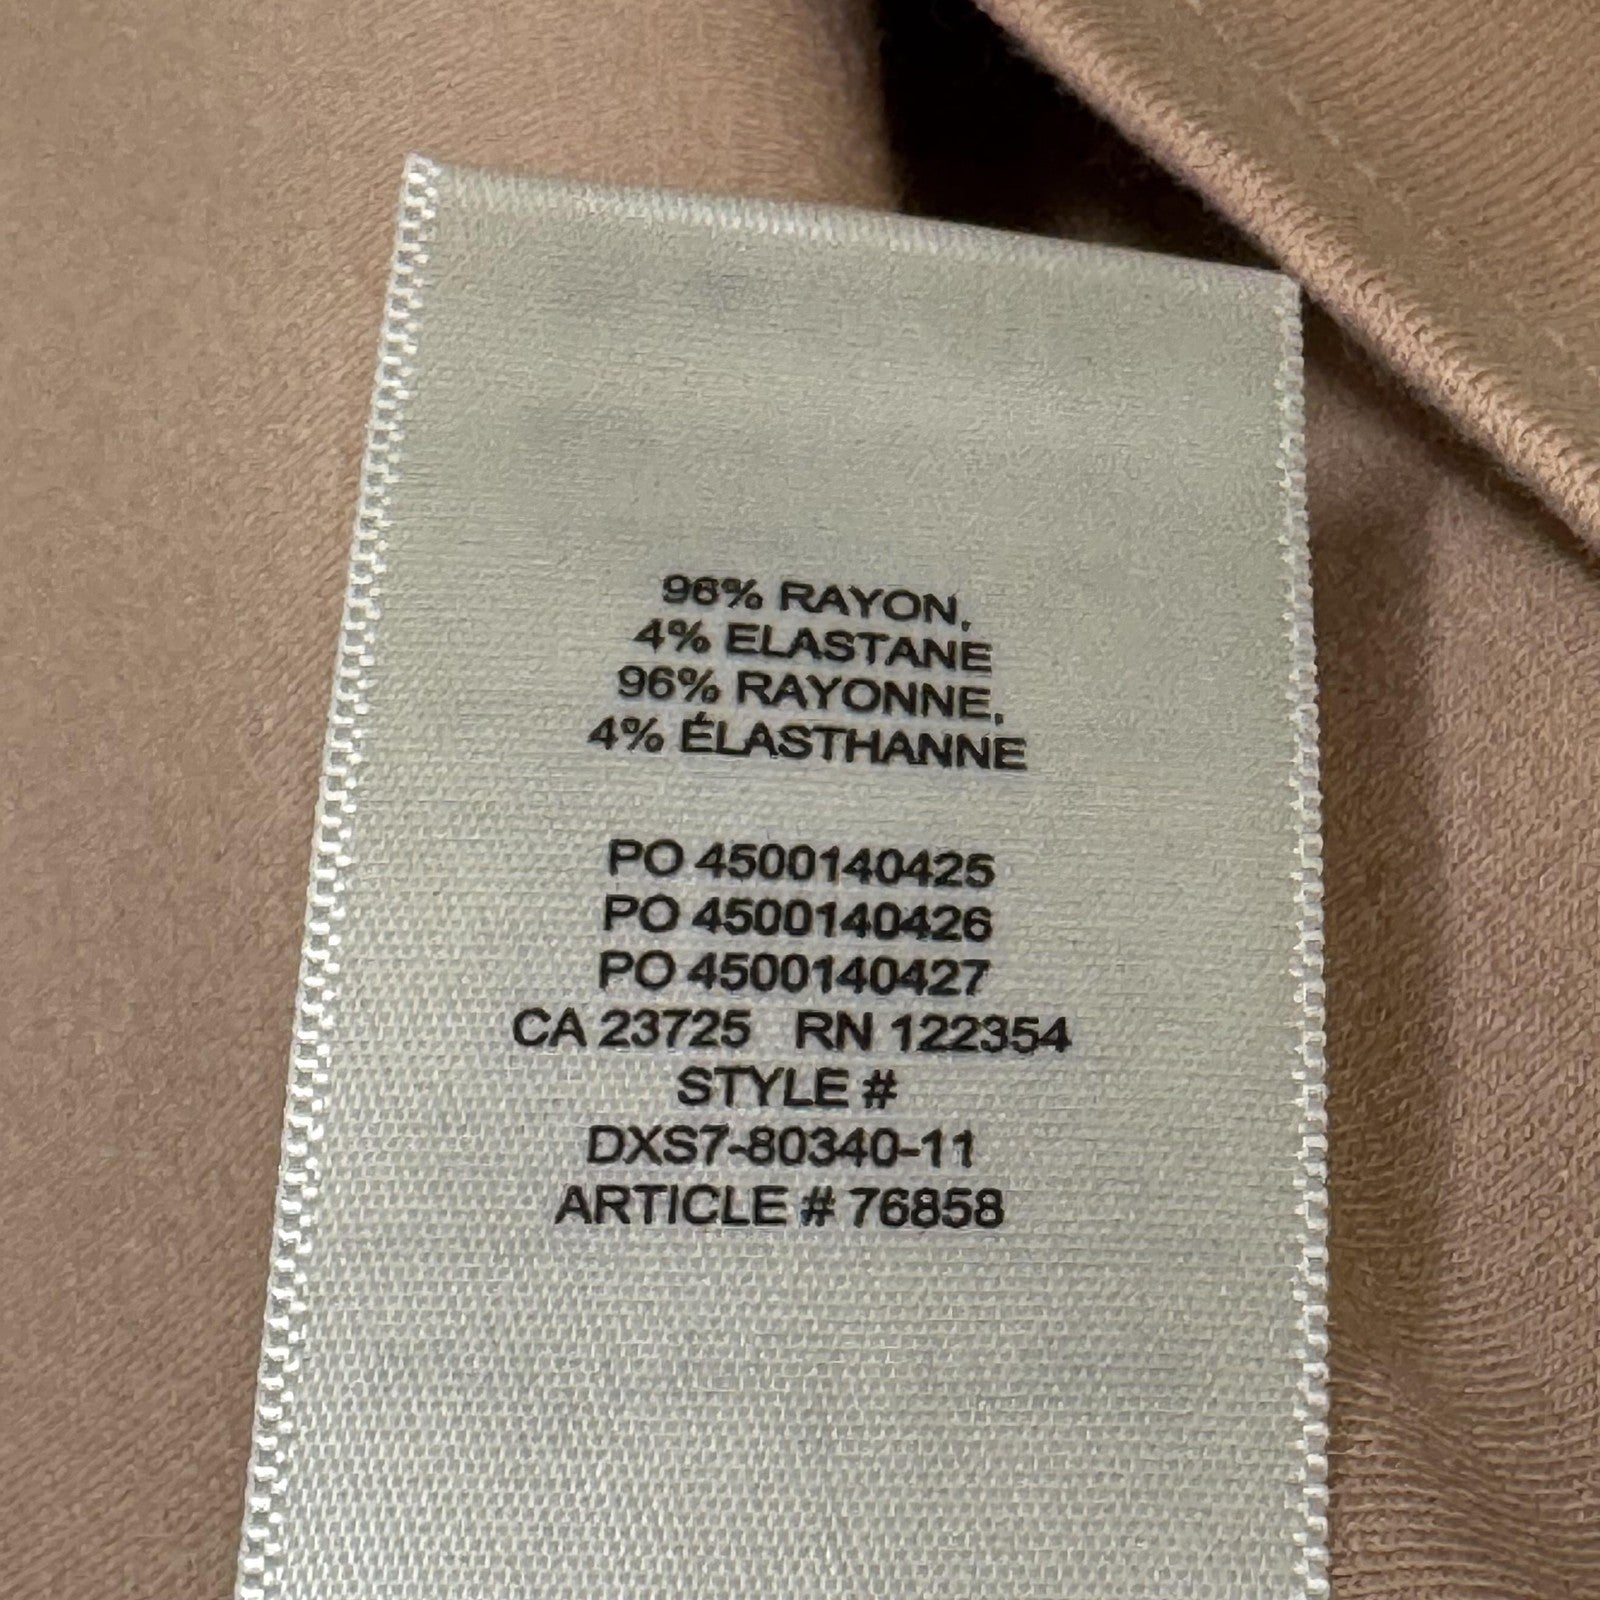 96% RAYON,
4% ELASTANE
96% RAYONNE,
4% ÉLASTHANNE
PO 4500140425
PO 4500140426
PO 4500140427
CA 23725 RN 122354
STYLE #
DXS7-80340-11
ARTICLE # 76858